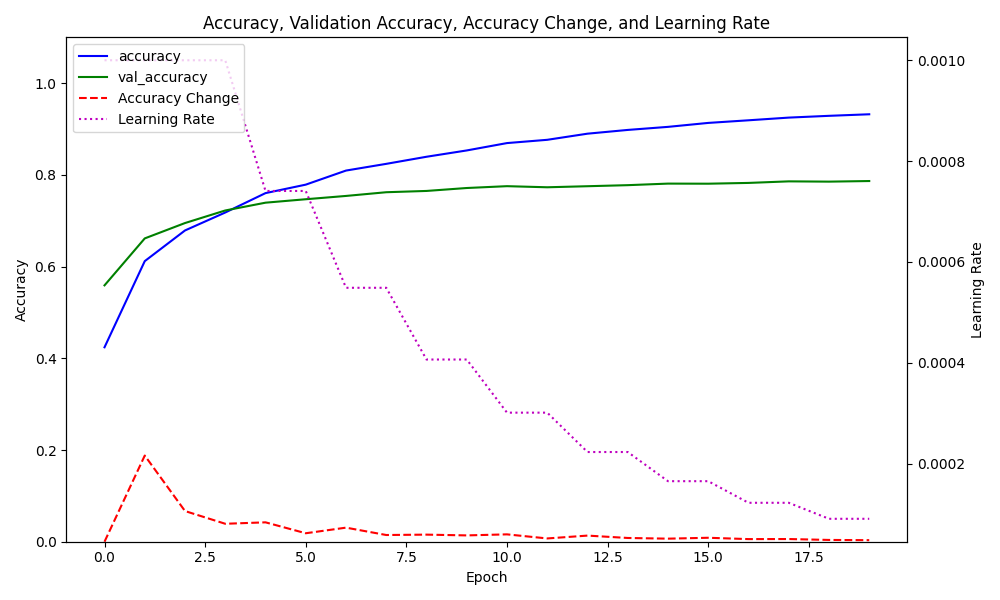 Accuracy, Validation Accuracy, Accuracy Change, and Learning Rate
accuracy
val_accuracy
Accuracy Change
Learning Rate
Accuracy
1.0
0.8
0.6
0.4
0.2
0.0
0.0 2.5 5.0 7.5 10.0 12.5 15.0 17.5
Epoch
0.0010
0.0008
0.0006
0.0004
0.0002
Learning Rate